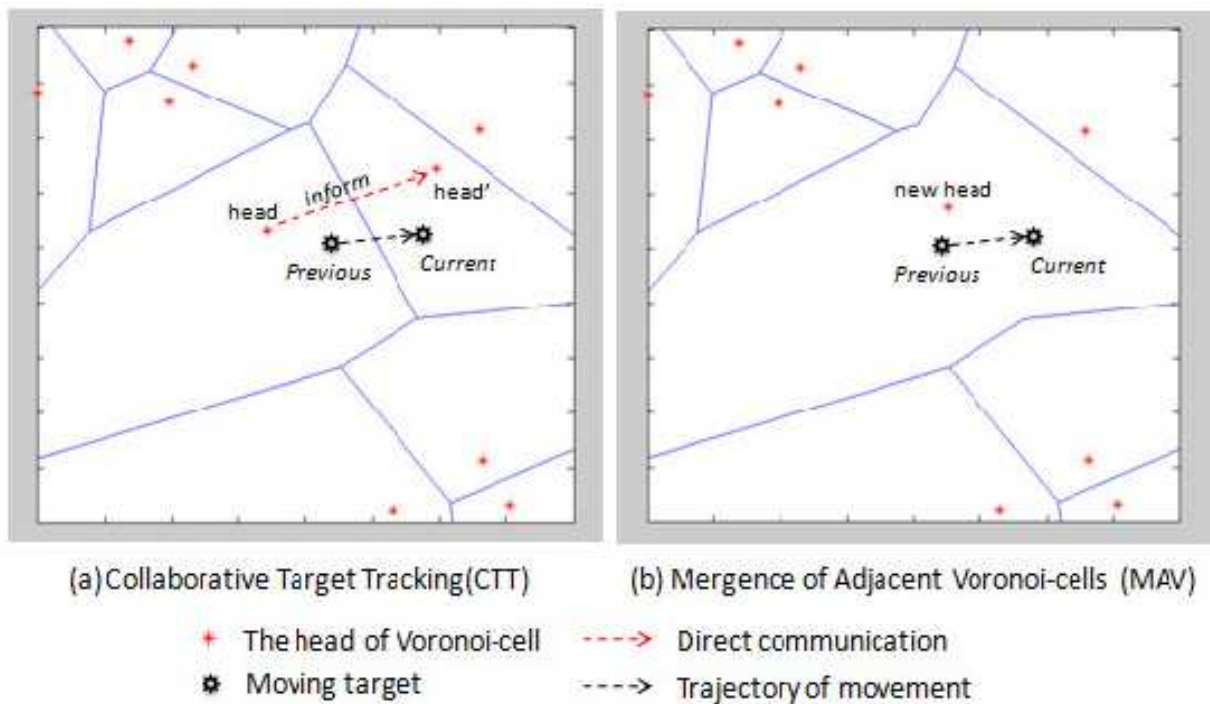 head inform head'
Previous Current
new head
Previous Current
(a) Collaborative Target Tracking(CTT)
(b) Mergence of Adjacent Voronoi-cells (MAV)
The head of Voronoi-cell
Direct communication
Moving target
Trajectory of movement